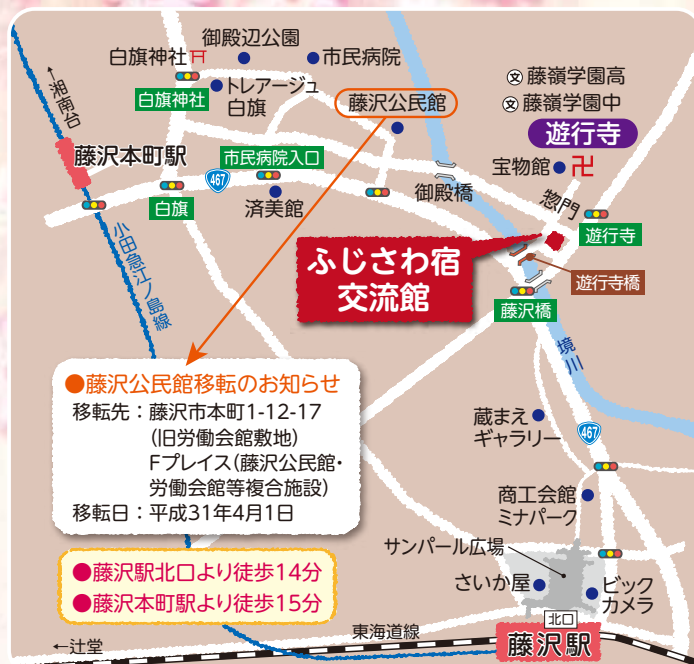 御殿辺公園
白旗神社
市民病院
←湘南台
白旗神社
トレアージュ
白旗
藤沢公民館
文 藤嶺学園高
文 藤嶺学園中
遊行寺
宝物館
卍
藤沢本町駅
市民病院入口
467
白旗
済美館
御殿橋
惣門
遊行寺
ふじさわ宿
交流館
遊行寺橋
藤沢橋
小田急江ノ島線
境川
●藤沢公民館移転のお知らせ
移転先：藤沢市本町1-12-17
(旧労働会館敷地)
Fプレイス(藤沢公民館・
労働会館等複合施設)
移転日：平成31年4月1日
蔵まえ
ギャラリー
467
商工会館
ミナパーク
サンパール広場
●藤沢駅北口より徒歩14分
●藤沢本町駅より徒歩15分
さいか屋
ビック
カメラ
北口
←辻堂
東海道線
藤沢駅